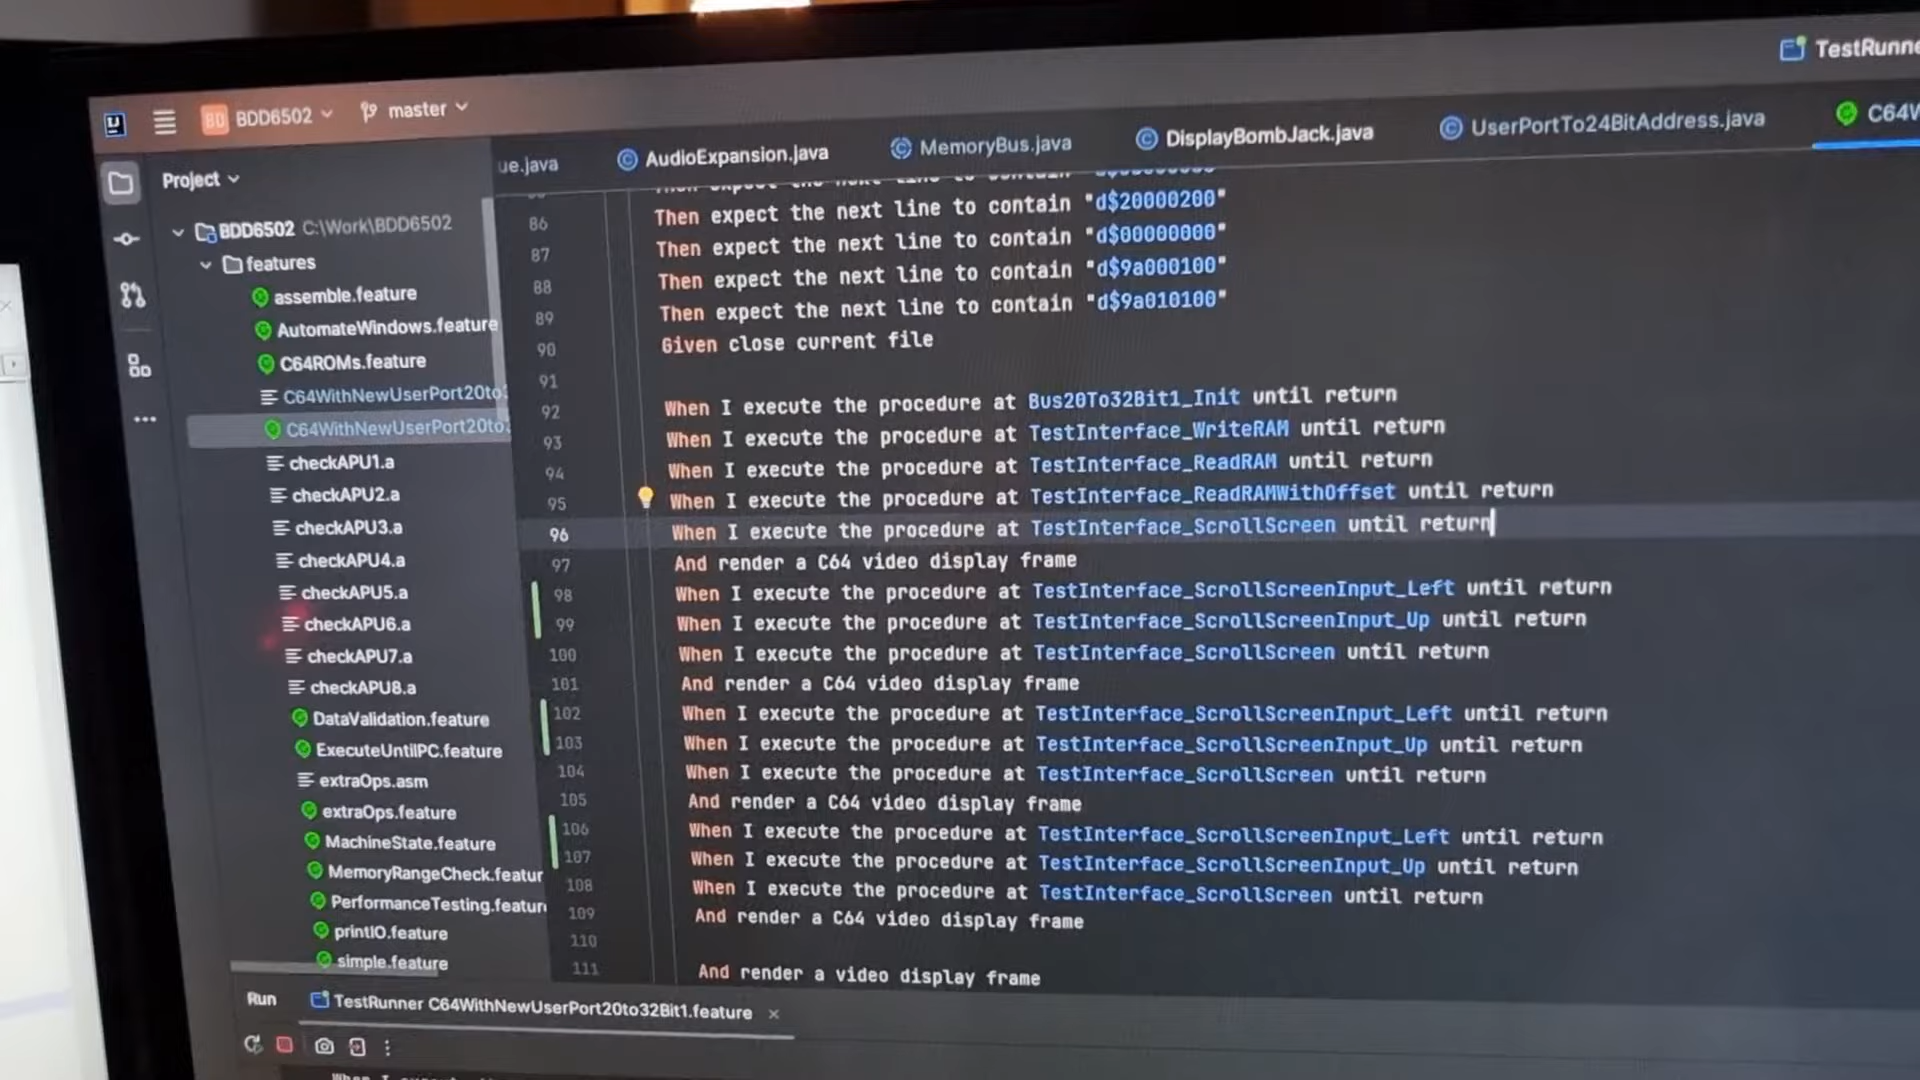 TestRunne
BD BDD6502 master
ue.java AudioExpansion.java MemoryBus.java DisplayBombJack.java UserPortTo24BitAddress.java C64W
Project
BDD6502 C:\Work\BDD6502
features
assemble.feature
AutomateWindows.feature
C64ROMs.feature
C64WithNewUserPort20to
C64WithNewUserPort20to
checkAPU1.a
checkAPU2.a
checkAPU3.a
checkAPU4.a
checkAPU5.a
checkAPU6.a
checkAPU7.a
checkAPU8.a
DataValidation.feature
ExecuteUntilPC.feature
extraOps.asm
extraOps.feature
MachineState.feature
MemoryRangeCheck.featur
PerformanceTesting.featur
printIO.feature
simple.feature
86 Then expect the next line to contain "d$20000200"
87 Then expect the next line to contain "d$00000000"
88 Then expect the next line to contain "d$9a000100"
89 Then expect the next line to contain "d$9a010100"
90 Given close current file
91
92 When I execute the procedure at Bus20To32Bit1_Init until return
93 When I execute the procedure at TestInterface_WriteRAM until return
94 When I execute the procedure at TestInterface_ReadRAM until return
95 When I execute the procedure at TestInterface_ReadRAMWithOffset until return
96 When I execute the procedure at TestInterface_ScrollScreen until return
97 And render a C64 video display frame
98 When I execute the procedure at TestInterface_ScrollScreenInput_Left until return
99 When I execute the procedure at TestInterface_ScrollScreenInput_Up until return
100 When I execute the procedure at TestInterface_ScrollScreen until return
101 And render a C64 video display frame
102 When I execute the procedure at TestInterface_ScrollScreenInput_Left until return
103 When I execute the procedure at TestInterface_ScrollScreenInput_Up until return
104 When I execute the procedure at TestInterface_ScrollScreen until return
105 And render a C64 video display frame
106 When I execute the procedure at TestInterface_ScrollScreenInput_Left until return
107 When I execute the procedure at TestInterface_ScrollScreenInput_Up until return
108 When I execute the procedure at TestInterface_ScrollScreen until return
109 And render a C64 video display frame
110
111 And render a video display frame
Run TestRunner C64WithNewUserPort20to32Bit1.feature